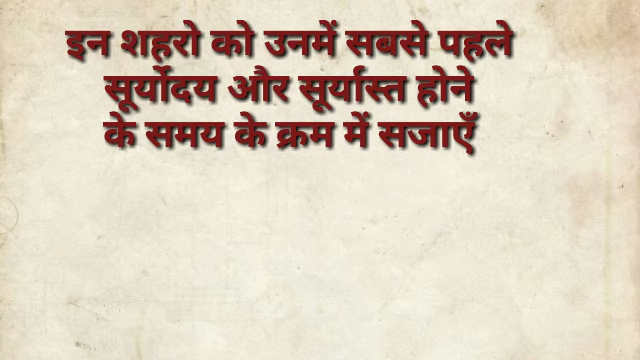 इन शहरो को उनमें सबसे पहले
सूर्योदय और सूर्यास्त होने
के समय के क्रम में सजाएँ